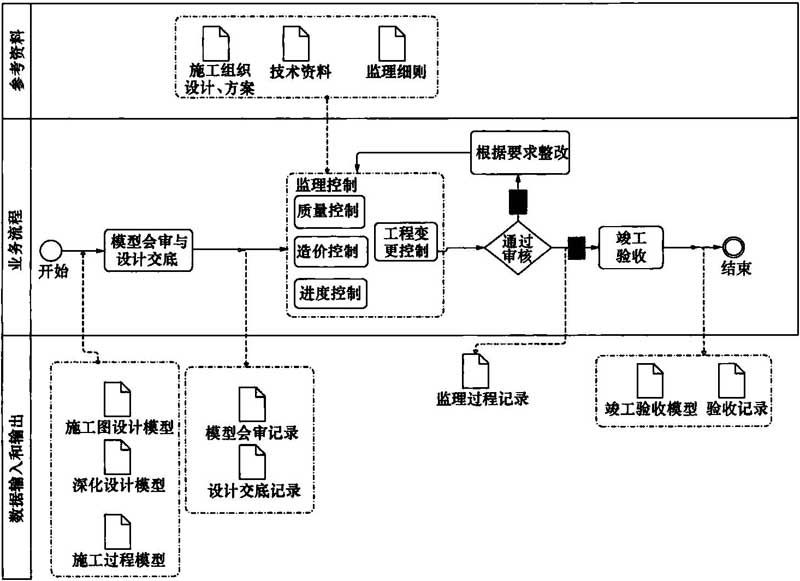 参考资料
施工组织
设计、方案
技术资料
监理细则
业务流程
开始
模型会审与
设计交底
监理控制
质量控制
造价控制
进度控制
工程变
更控制
根据要求整改
通过
审核
竣工
验收
结束
数据输入和输出
施工图设计模型
深化设计模型
施工过程模型
模型会审记录
设计交底记录
监理过程记录
竣工验收模型
验收记录